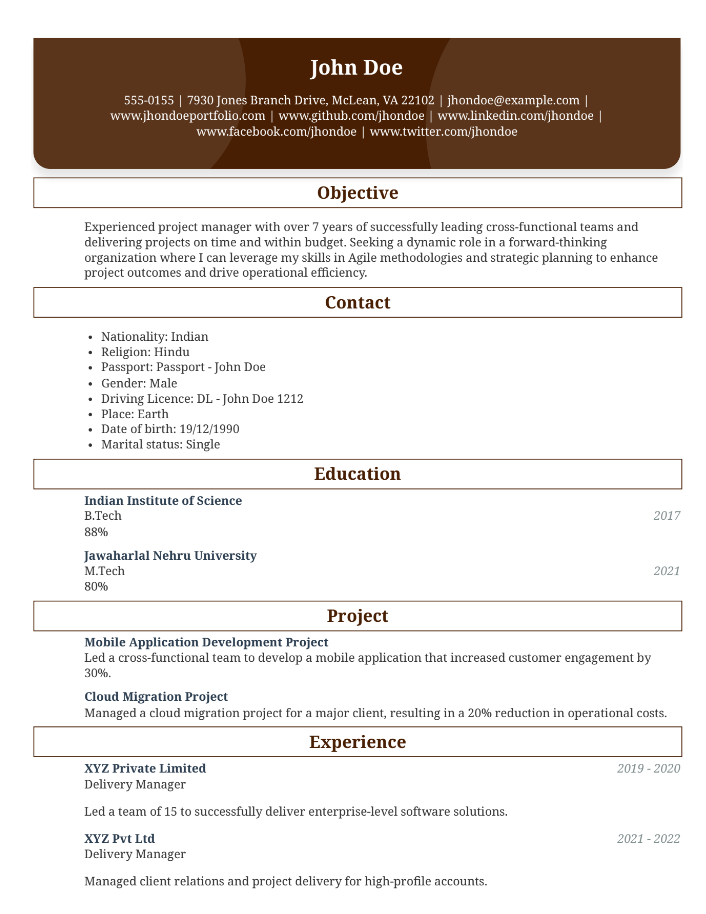 John Doe
555-0155 | 7930 Jones Branch Drive, McLean, VA 22102 | jhondoe@example.com |
www.jhondoeportfolio.com | www.github.com/jhondoe | www.linkedin.com/jhondoe |
www.facebook.com/jhondoe | www.twitter.com/jhondoe
Objective
Experienced project manager with over 7 years of successfully leading cross-functional teams and
delivering projects on time and within budget. Seeking a dynamic role in a forward-thinking
organization where I can leverage my skills in Agile methodologies and strategic planning to enhance
project outcomes and drive operational efficiency.
Contact
• Nationality: Indian
• Religion: Hindu
• Passport: Passport - John Doe
• Gender: Male
• Driving Licence: DL - John Doe 1212
• Place: Earth
• Date of birth: 19/12/1990
• Marital status: Single
Education
Indian Institute of Science
B.Tech 2017
88%
Jawaharlal Nehru University
M.Tech 2021
80%
Project
Mobile Application Development Project
Led a cross-functional team to develop a mobile application that increased customer engagement by
30%.
Cloud Migration Project
Managed a cloud migration project for a major client, resulting in a 20% reduction in operational costs.
Experience
XYZ Private Limited 2019 - 2020
Delivery Manager
Led a team of 15 to successfully deliver enterprise-level software solutions.
XYZ Pvt Ltd 2021 - 2022
Delivery Manager
Managed client relations and project delivery for high-profile accounts.